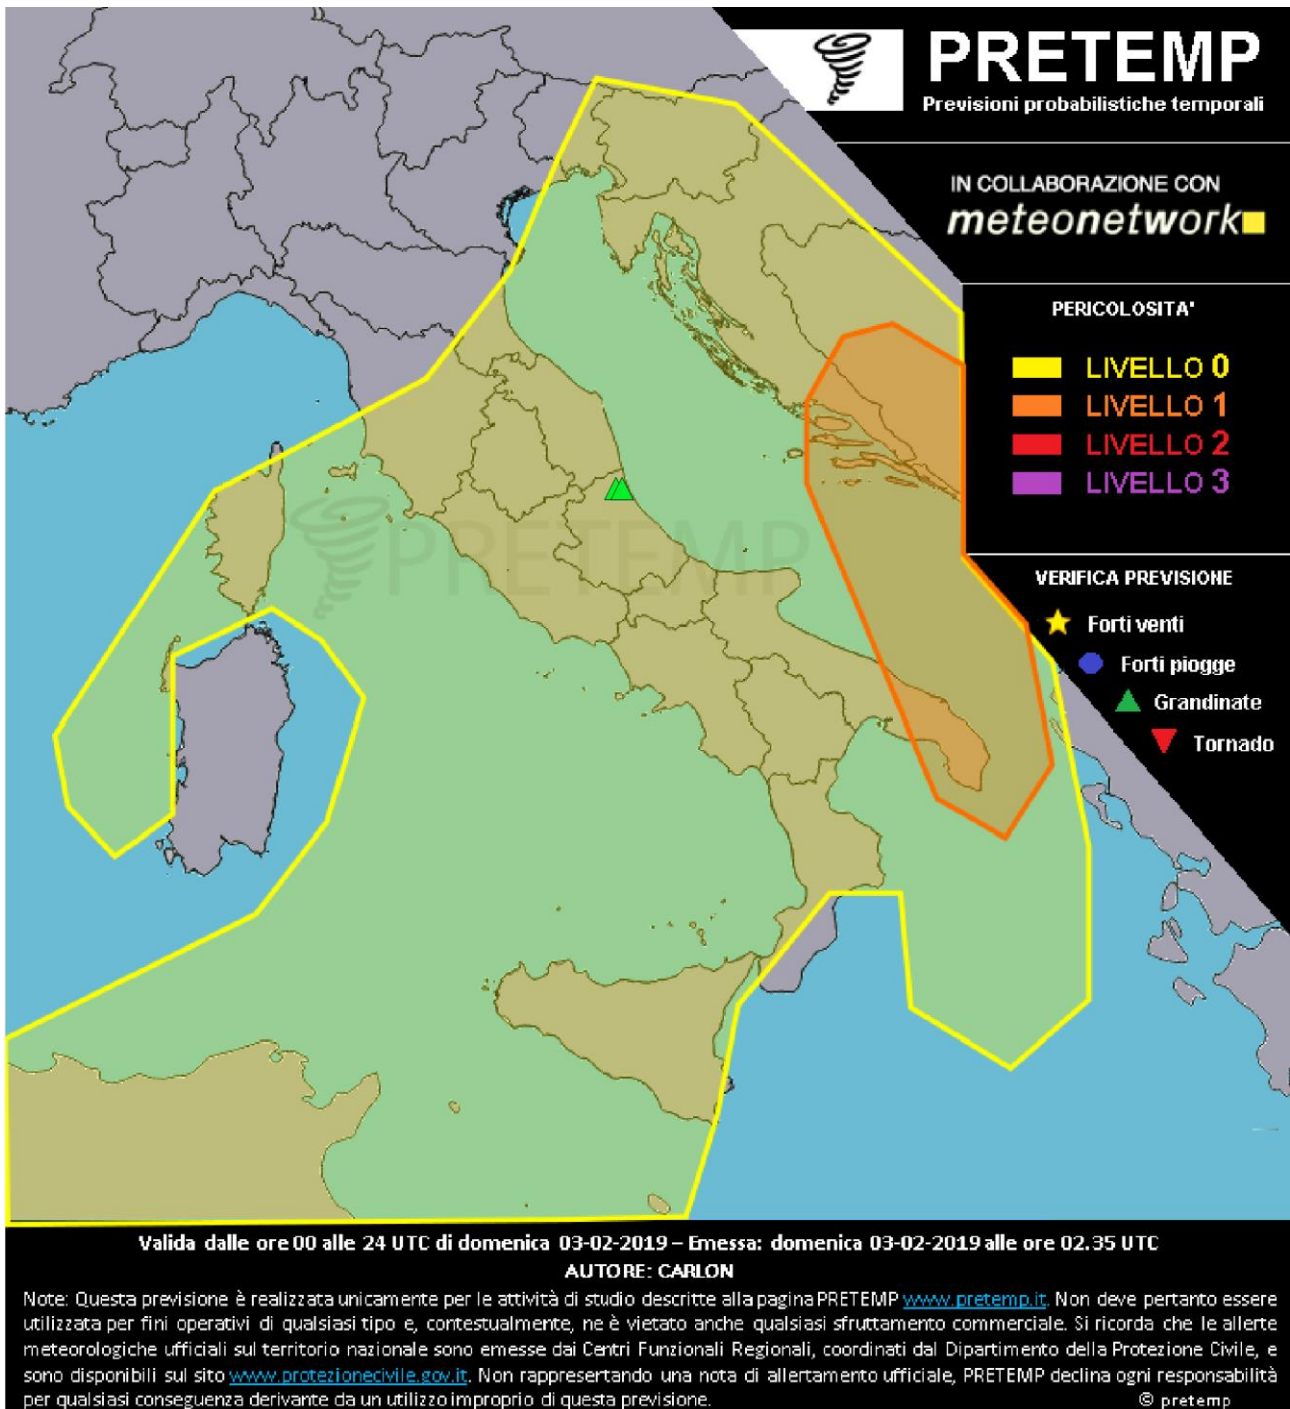 PRETEMP
Previsioni probabilistiche temporali
IN COLLABORAZIONE CON
meteonetwork
PERICOLOSITA'
LIVELLO 0
LIVELLO 1
LIVELLO 2
LIVELLO 3
PRETEMP
VERIFICA PREVISIONE
Forti venti
Forti piogge
Grandinate
Tornado
Valida dalle ore 00 alle 24 UTC di domenica 03-02-2019 – Emessa: domenica 03-02-2019 alle ore 02.35 UTC
AUTORE: CARLON
Note: Questa previsione è realizzata unicamente per le attività di studio descritte alla pagina PRETEMP www.pretemp.it. Non deve pertanto essere
utilizzata per fini operativi di qualsiasi tipo e, contestualmente, ne è vietato anche qualsiasi sfruttamento commerciale. Si ricorda che le allerte
meteorologiche ufficiali sul territorio nazionale sono emesse dai Centri Funzionali Regionali, coordinati dal Dipartimento della Protezione Civile, e
sono disponibili sul sito www.protezionecivile.gov.it. Non rappresertando una nota di allertamento ufficiale, PRETEMP declina ogni responsabilità
per qualsiasi conseguenza derivante da un utilizzo improprio di questa previsione.
© pretemp